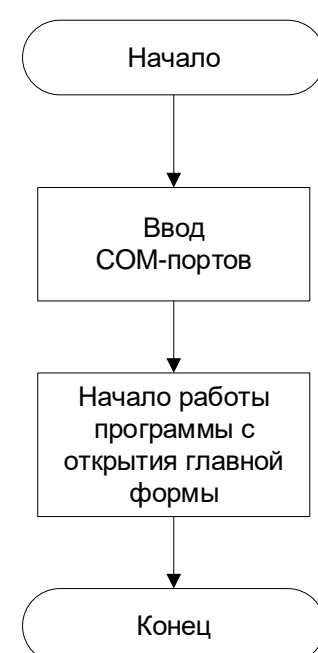 Начало
Ввод
COM-портов
Начало работы
программы с
открытия главной
формы
Конец